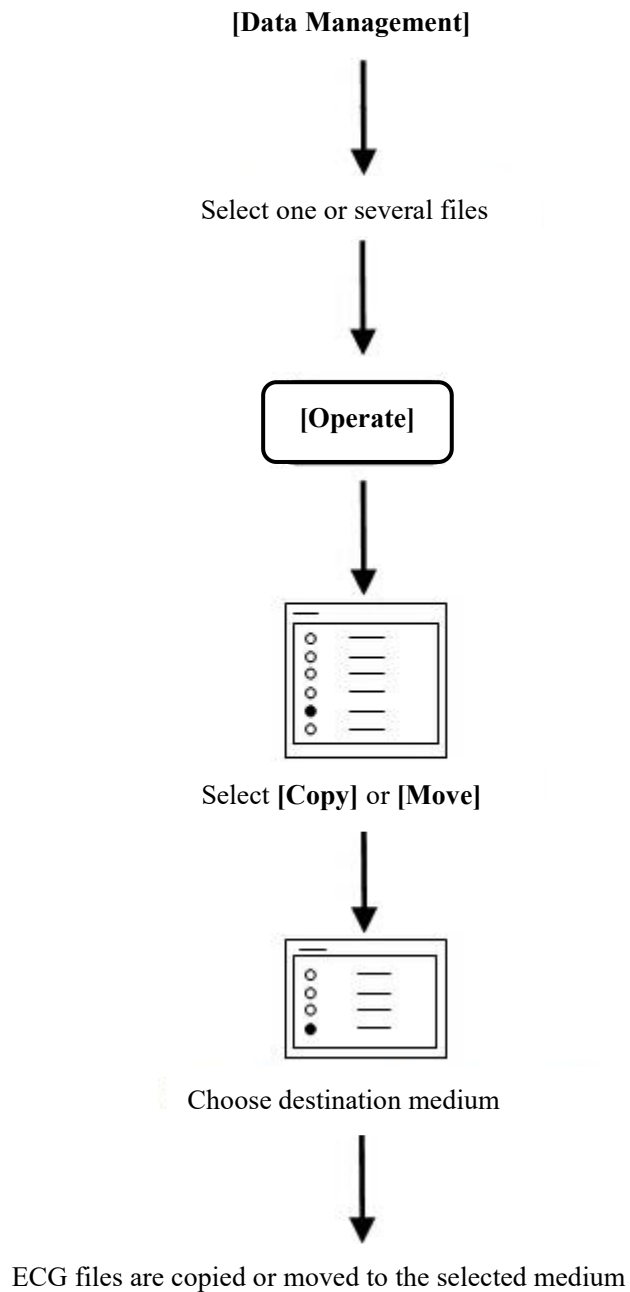 [Data Management]
Select one or several files
[Operate]
Select [Copy] or [Move]
Choose destination medium
ECG files are copied or moved to the selected medium